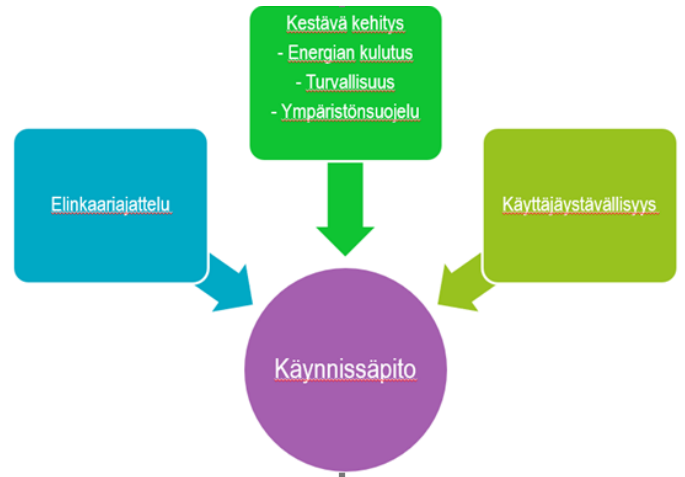 Kestävä kehitys
- Energian kulutus
- Turvallisuus
- Ympäristönsuojelu
Elinkaariajattelu
Käyttäjäystävällisyys
Käynnissäpito